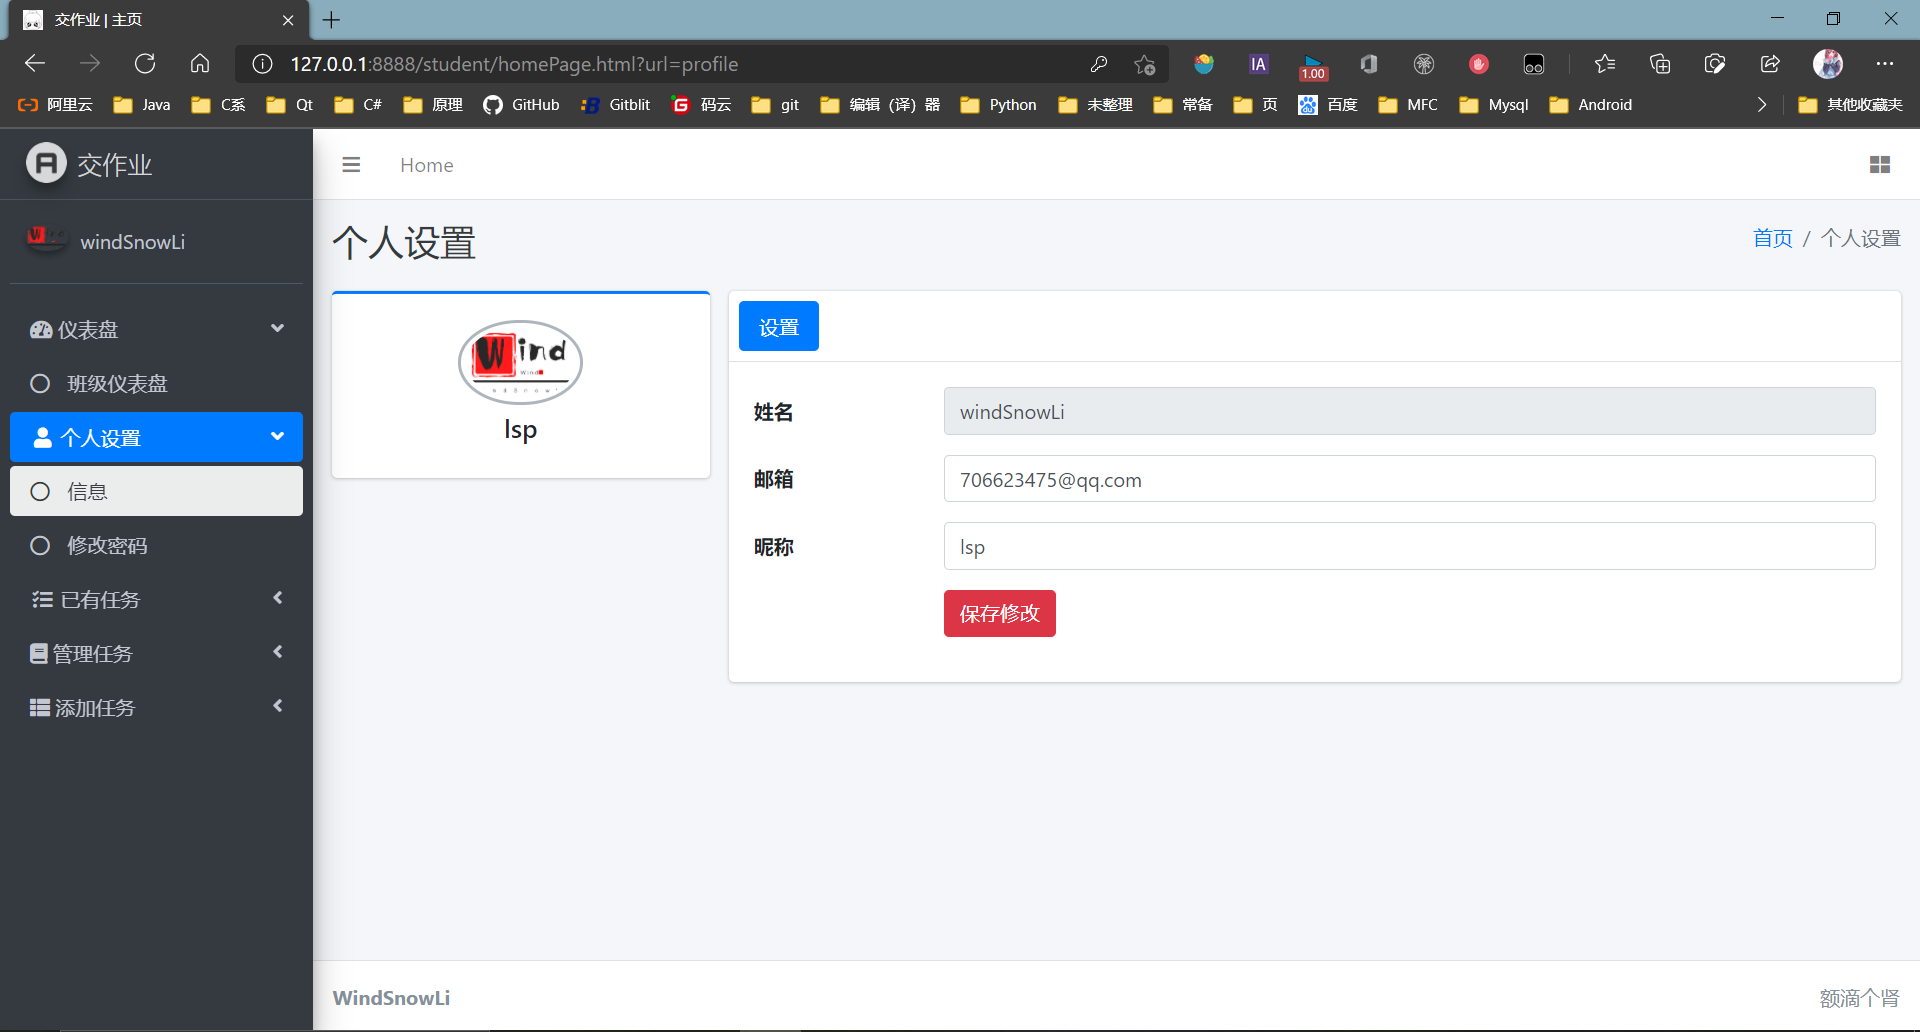 交作业 | 主页
127.0.0.1:8888/student/homePage.html?url=profile
IA
1.00
阿里云 Java C系 Qt C# 原理 GitHub Gitblit 码云 git 编辑（译）器 Python 未整理 常备 页 百度 MFC Mysql Android 其他收藏夹
交作业
Home
windSnowLi
个人设置
首页 / 个人设置
仪表盘
班级仪表盘
个人设置
信息
修改密码
已有任务
管理任务
添加任务
Wind
lsp
设置
姓名 windSnowLi
邮箱 706623475@qq.com
昵称 lsp
保存修改
WindSnowLi
额滴个肾